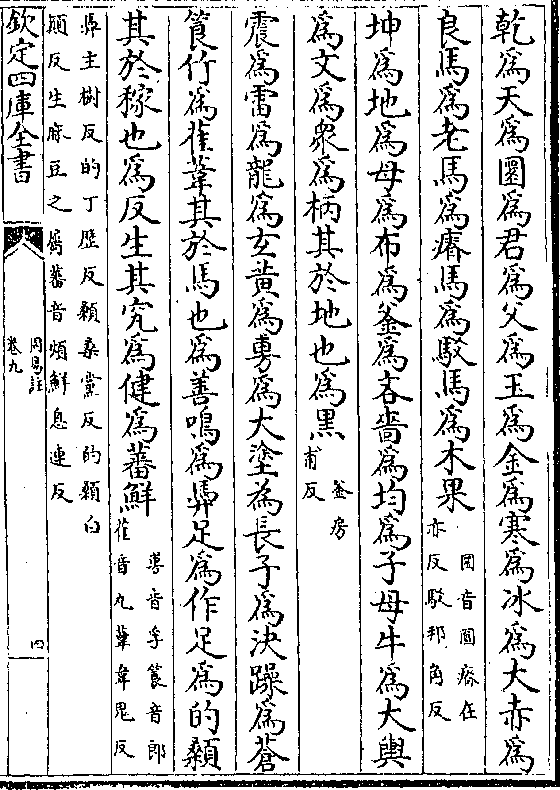 乾為天為圜為君為父為玉為金為寒為冰為大赤為
良馬為老馬為瘠馬為駁馬為木果圜音圓瘠在亦反駁邦角反
坤為地為母為布為釜為吝嗇為均為子母牛為大輿
為文為衆為柄其於地也為黑釜房甫反
震為雷為龍為玄黄為旉為大塗為長子為決躁為蒼
筤竹為萑葦其於馬也為善鳴為馵足為作足為的顙
其於稼也為反生其究為健為蕃鮮旉音孚筤音郎萑音丸葦韋鬼反
馵主樹反的丁歴反顙桑黨反的顙白
顛反生麻豆之屬蕃音煩鮮息連反
欽定四庫全書
周易註
卷九
四